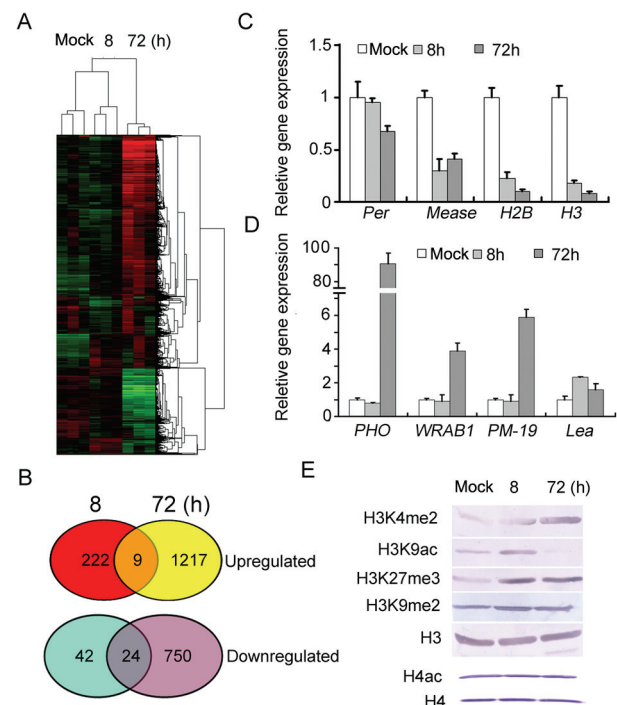 A
Mock 8 72 (h)
B
8 72 (h)
222 9 1217 Upregulated
42 24 750 Downregulated
C
Reletive gene expression
1.5
1
0.5
0
Mock 8h 72h
Per Mease H2B H3
D
Reletive gene expression
100
80
6
4
2
0
Mock 8h 72h
PHO WRAB1 PM-19 Lea
E
Mock 8 72 (h)
H3K4me2
H3K9ac
H3K27me3
H3K9me2
H3
H4ac
H4